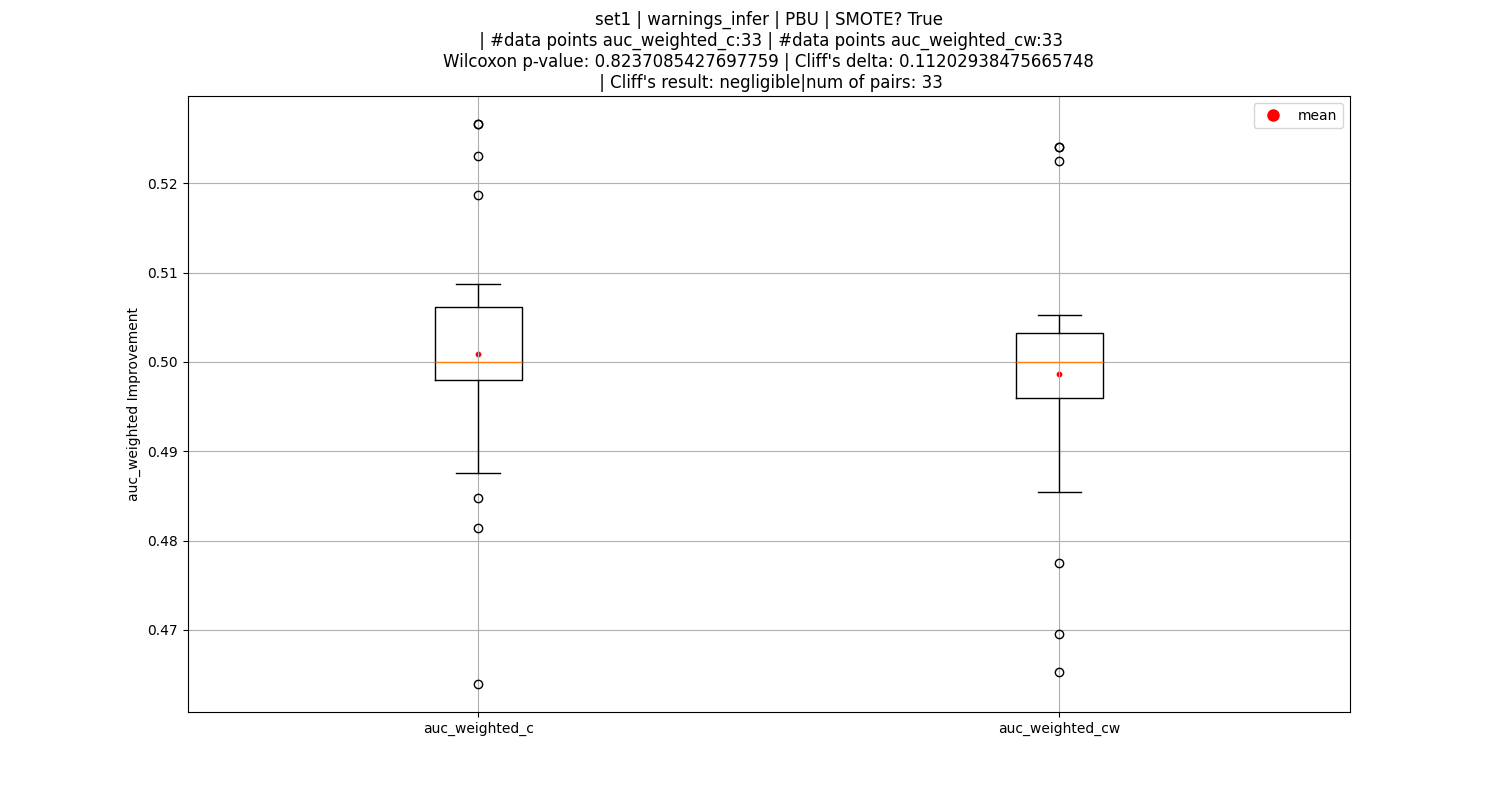 set1 | warnings_infer | PBU | SMOTE? True
| #data points auc_weighted_c:33 | #data points auc_weighted_cw:33
Wilcoxon p-value: 0.8237085427697759 | Cliff's delta: 0.11202938475665748
| Cliff's result: negligible|num of pairs: 33
mean
0.52
0.51
0.50
0.49
0.48
0.47
auc_weighted Improvement
auc_weighted_c
auc_weighted_cw